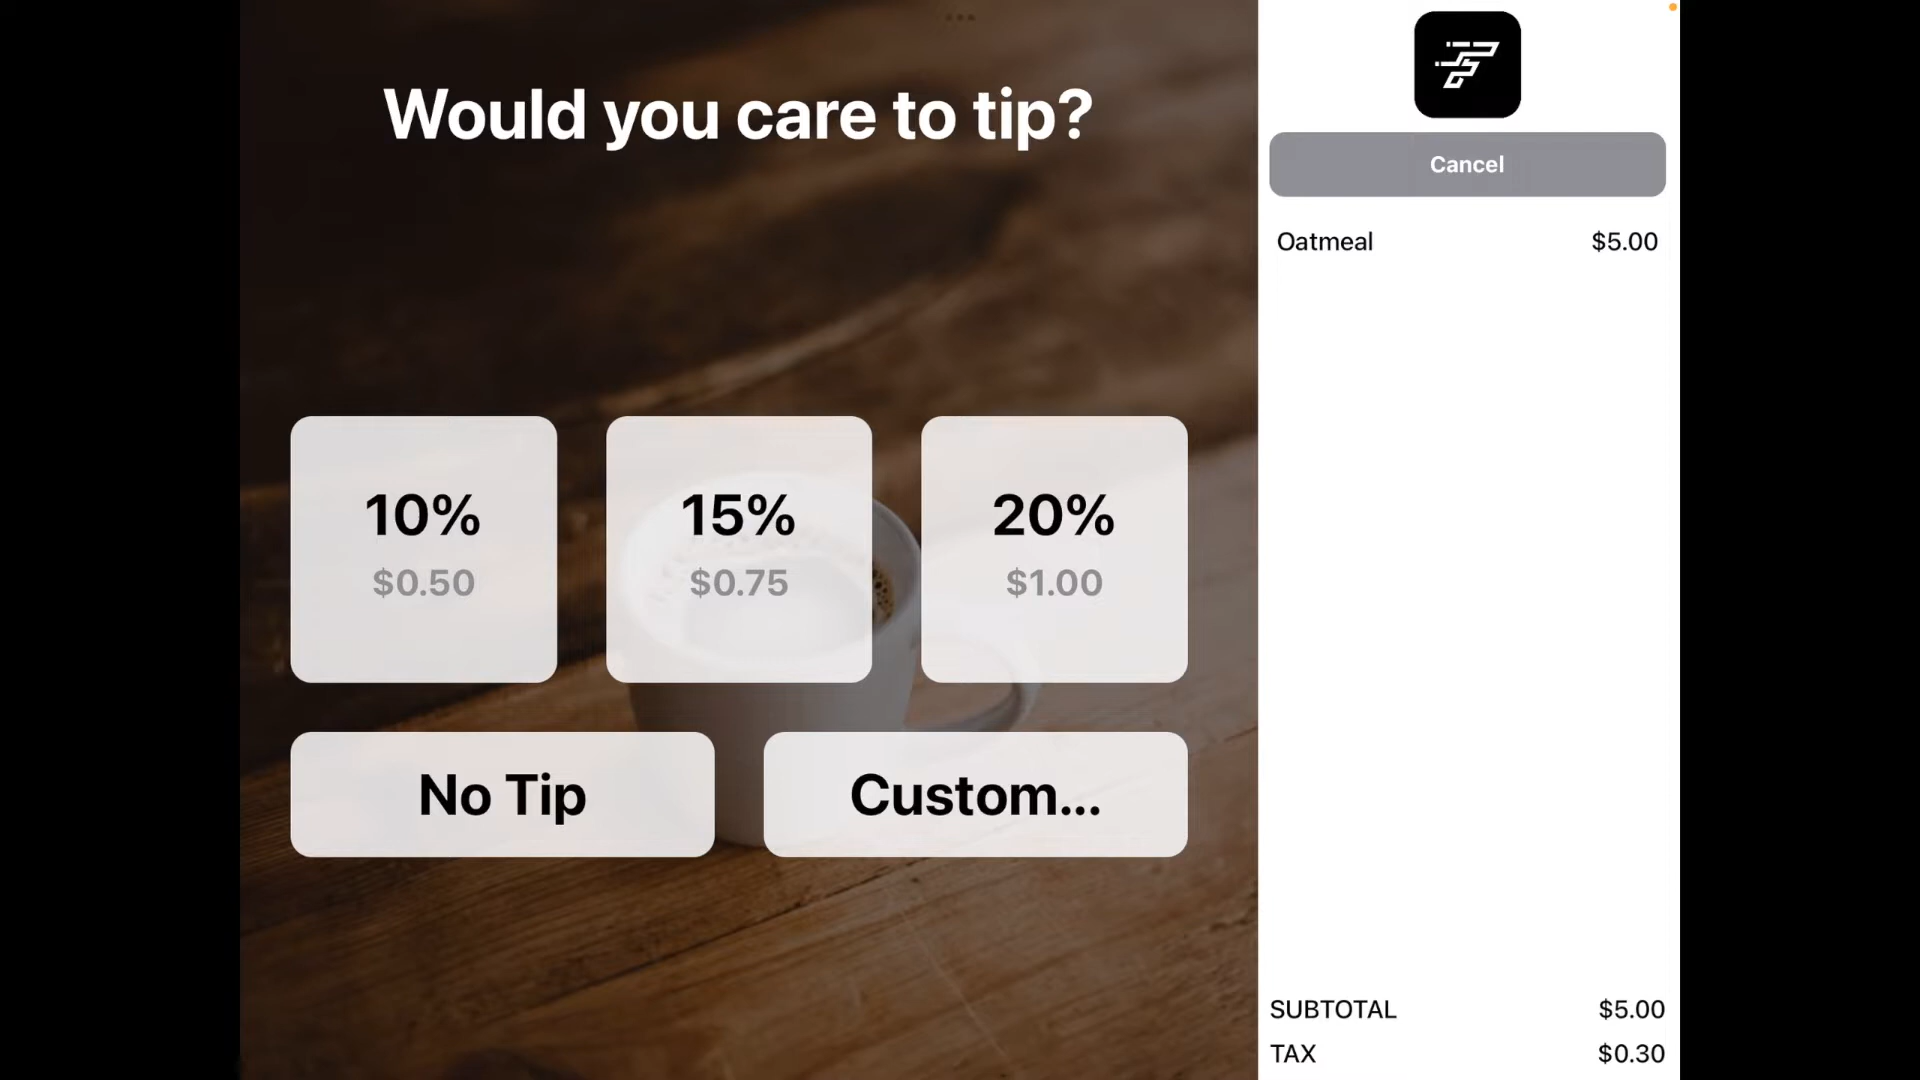 Would you care to tip?
10%
$0.50
15%
$0.75
20%
$1.00
No Tip
Custom...
Cancel
Oatmeal $5.00
SUBTOTAL $5.00
TAX $0.30